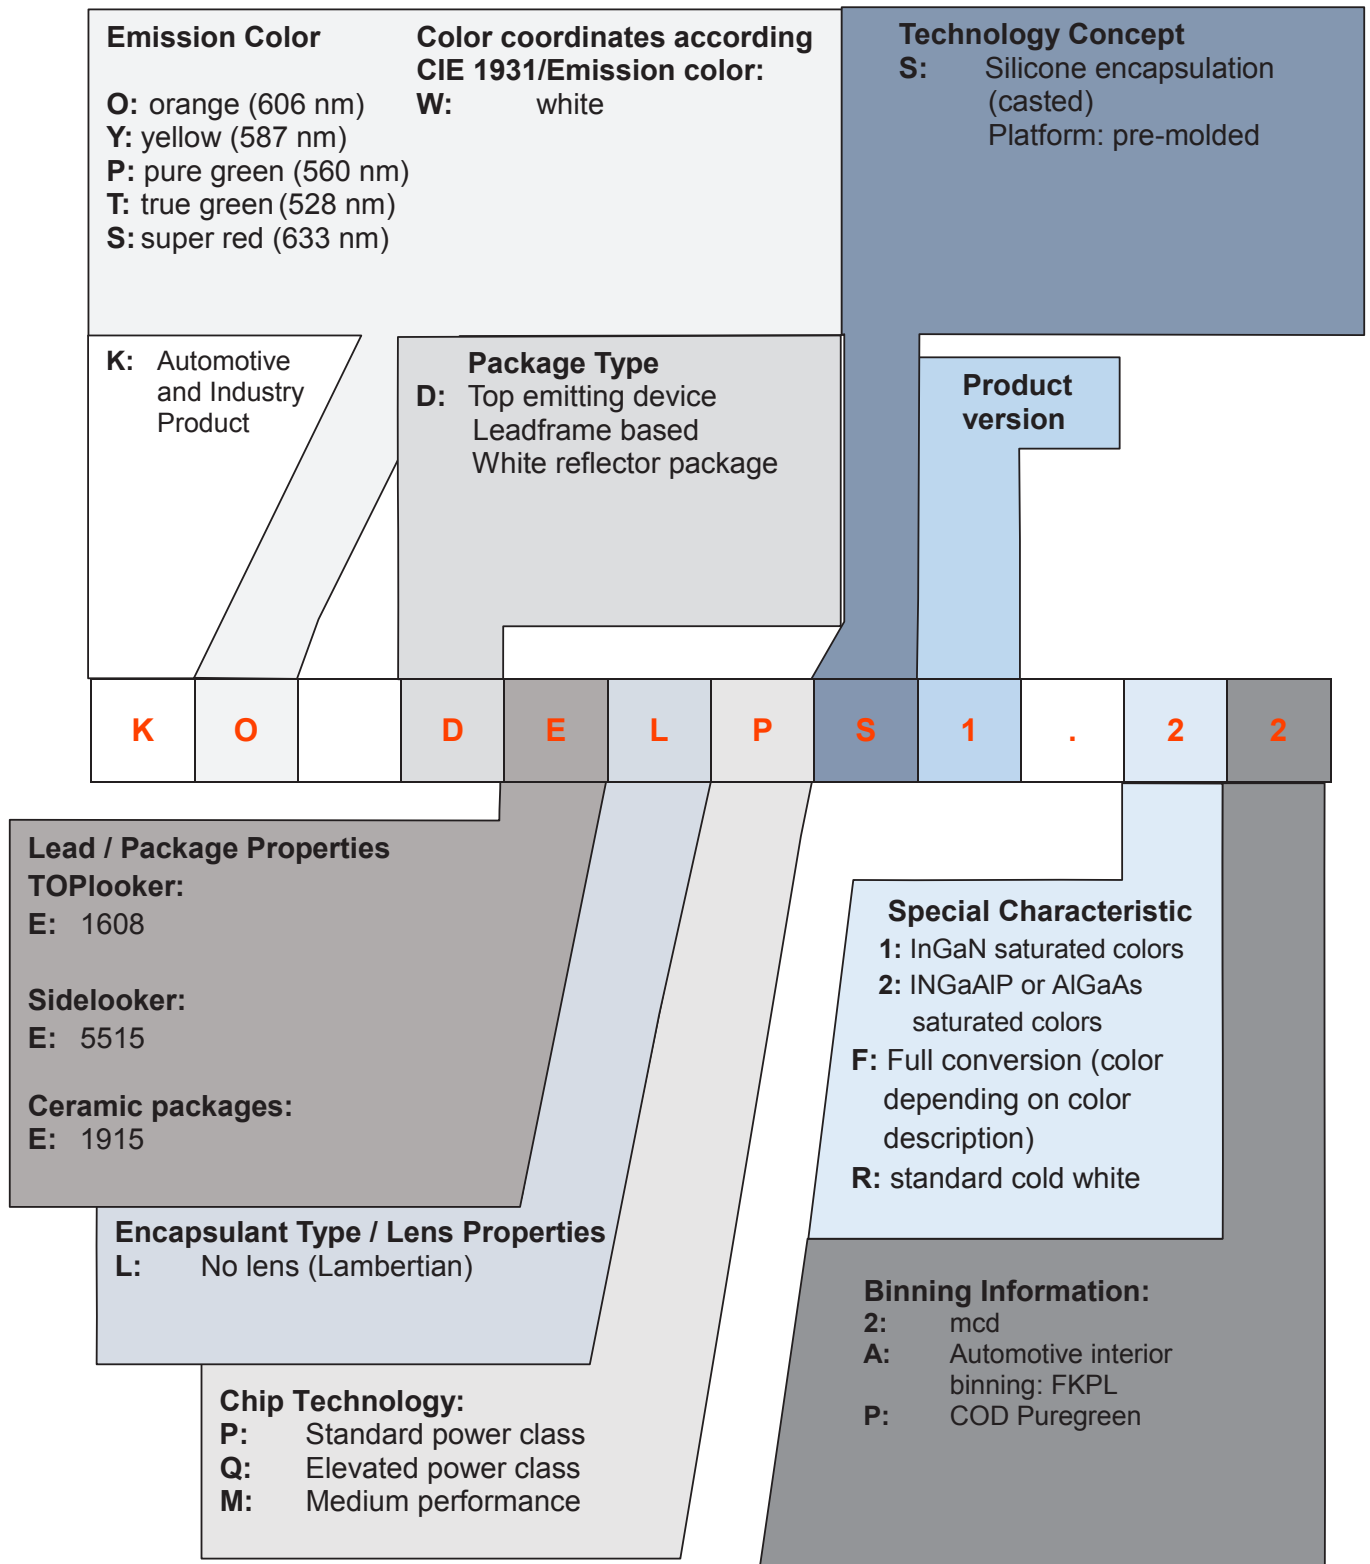 Emission Color
O: orange (606 nm)
Y: yellow (587 nm)
P: pure green (560 nm)
T: true green (528 nm)
S: super red (633 nm)
Color coordinates according
CIE 1931/Emission color:
W: white
Technology Concept
S: Silicone encapsulation
(casted)
Platform: pre-molded
K: Automotive
and Industry
Product
Package Type
D: Top emitting device
Leadframe based
White reflector package
Product
version
K O D E L P S 1 . 2 2
Lead / Package Properties
TOPlooker:
E: 1608
Sidelooker:
E: 5515
Ceramic packages:
E: 1915
Encapsulant Type / Lens Properties
L: No lens (Lambertian)
Chip Technology:
P: Standard power class
Q: Elevated power class
M: Medium performance
Special Characteristic
1: InGaN saturated colors
2: INGaAlP or AlGaAs
saturated colors
F: Full conversion (color
depending on color
description)
R: standard cold white
Binning Information:
2: mcd
A: Automotive interior
binning: FKPL
P: COD Puregreen